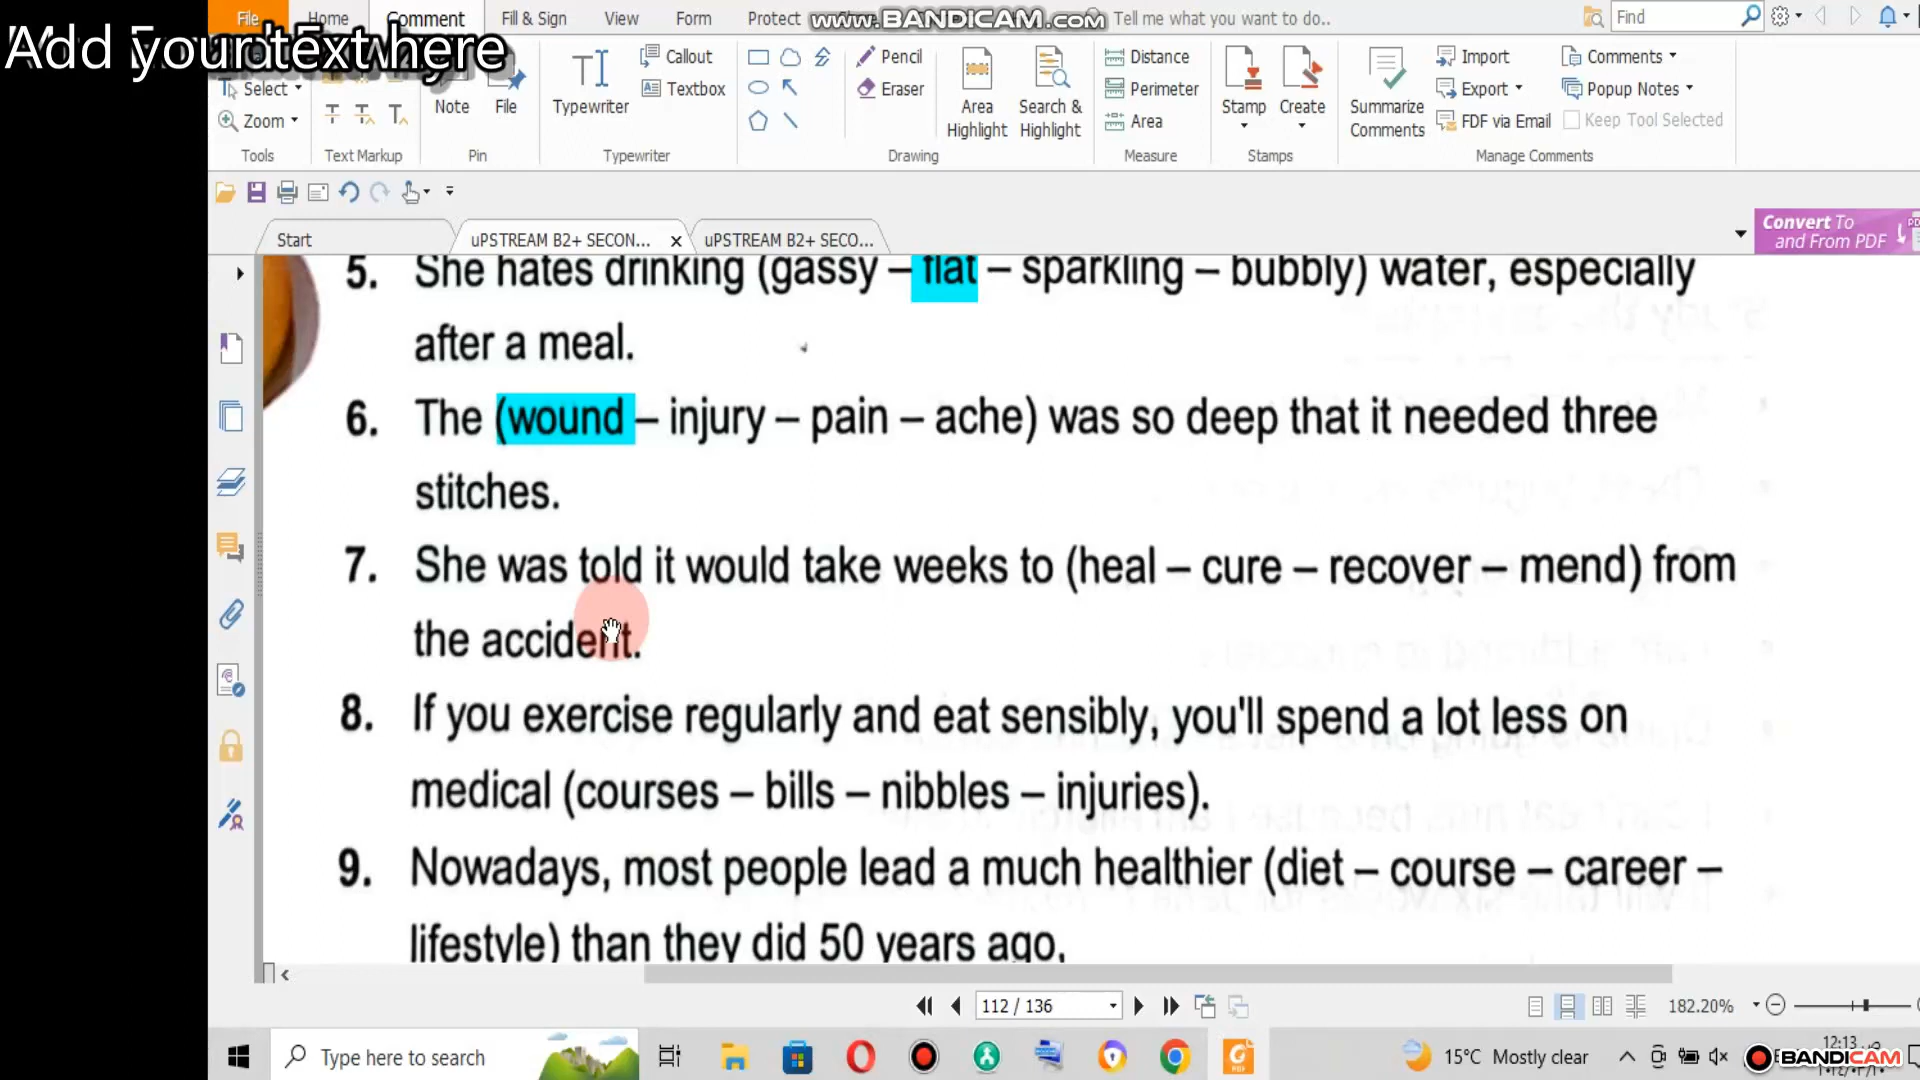 File Home Comment Fill & Sign View Form Protect www.BANDICAM.com Tell me what you want to do.. Find
Add your text here
Select
Zoom
Note
File
Typewriter
Callout
Textbox
Pencil
Eraser
Area Highlight
Search & Highlight
Distance
Perimeter
Area
Stamp
Create
Summarize Comments
Import
Export
FDF via Email
Comments
Popup Notes
Keep Tool Selected
Tools Text Markup Pin Typewriter Drawing Measure Stamps Manage Comments
Start uPSTREAM B2+ SECON... uPSTREAM B2+ SECO...
Convert To
and From PDF
5. She hates drinking (gassy – flat – sparkling – bubbly) water, especially
after a meal.
6. The (wound – injury – pain – ache) was so deep that it needed three
stitches.
7. She was told it would take weeks to (heal – cure – recover – mend) from
the accident.
8. If you exercise regularly and eat sensibly, you'll spend a lot less on
medical (courses – bills – nibbles – injuries).
9. Nowadays, most people lead a much healthier (diet – course – career –
lifestyle) than they did 50 years ago.
112 / 136 182.20%
Type here to search 15°C Mostly clear 12:13 BANDICAM